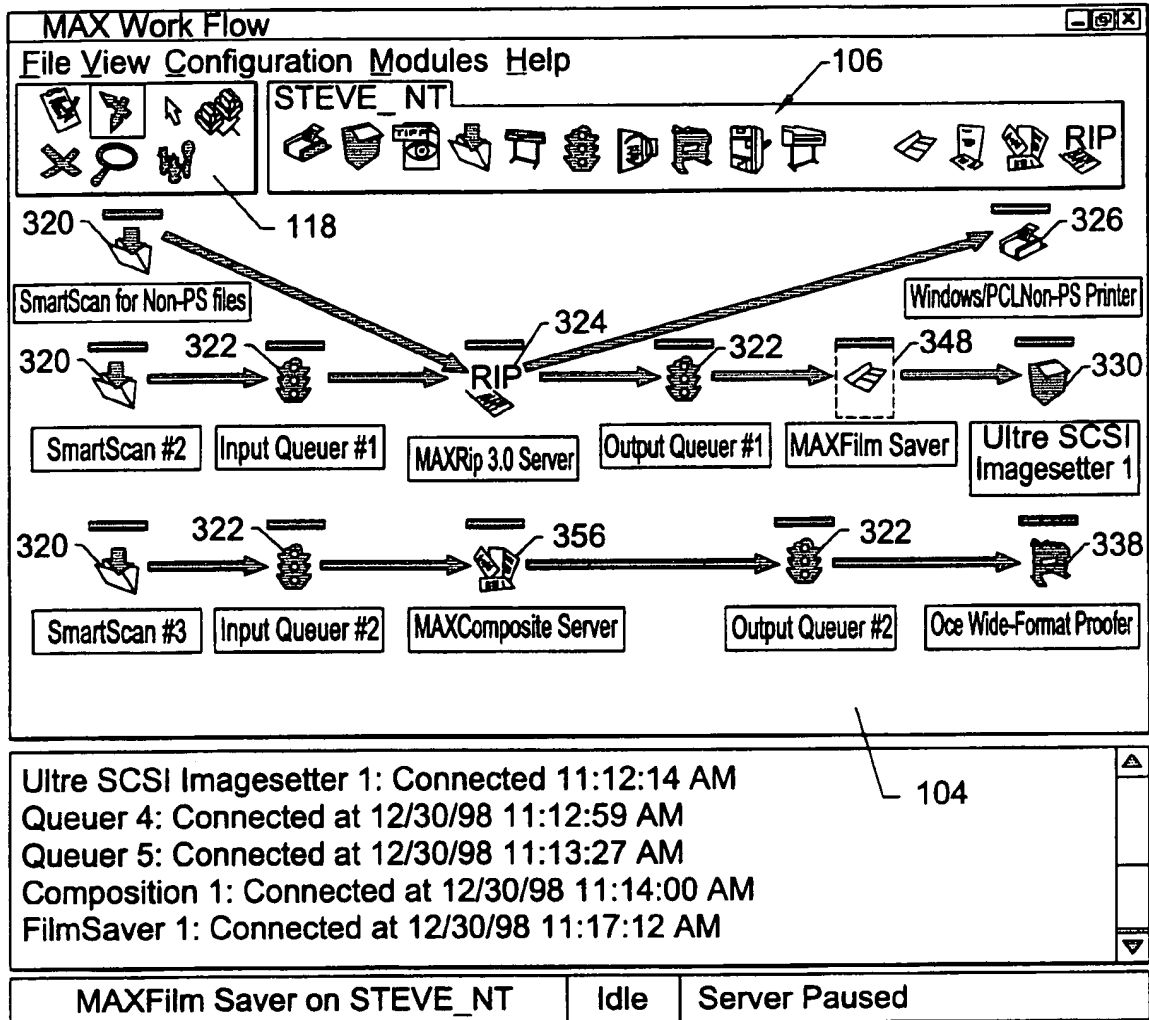 MAX Work Flow
File View Configuration Modules Help
106
STEVE_NT
TIFF
RIP
118
320
326
SmartScan for Non-PS files
Windows/PCLNon-PS Printer
324
320
322
RIP
322
348
330
SmartScan #2
Input Queuer #1
MAXRip 3.0 Server
Output Queuer #1
MAXFilm Saver
Ultre SCSI
Imagesetter 1
320
322
356
322
338
SmartScan #3
Input Queuer #2
MAXComposite Server
Output Queuer #2
Oce Wide-Format Proofer
104
Ultre SCSI Imagesetter 1: Connected 11:12:14 AM
Queuer 4: Connected at 12/30/98 11:12:59 AM
Queuer 5: Connected at 12/30/98 11:13:27 AM
Composition 1: Connected at 12/30/98 11:14:00 AM
FilmSaver 1: Connected at 12/30/98 11:17:12 AM
MAXFilm Saver on STEVE_NT
Idle
Server Paused